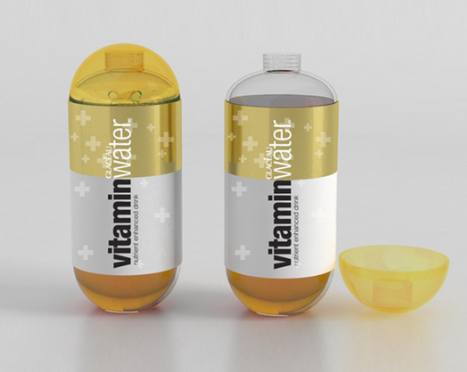 GLACÉAU
vitaminwater
nutrient enhanced drink
GLACÉAU
vitaminwater
nutrient enhanced drink